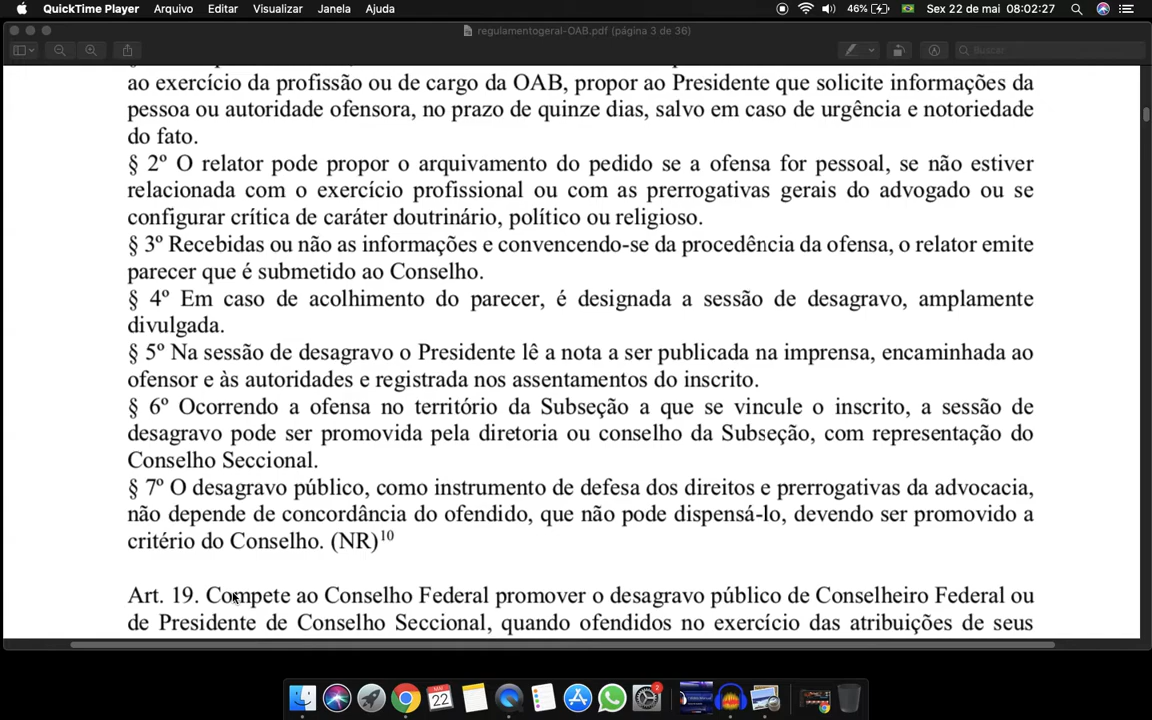 QuickTime Player Arquivo Editar Visualizar Janela Ajuda 46% Sex 22 de mai 08:02:27
regulamentogeral-OAB.pdf (página 3 de 36)
Buscar
ao exercício da profissão ou de cargo da OAB, propor ao Presidente que solicite informações da
pessoa ou autoridade ofensora, no prazo de quinze dias, salvo em caso de urgência e notoriedade
do fato.
§ 2º O relator pode propor o arquivamento do pedido se a ofensa for pessoal, se não estiver
relacionada com o exercício profissional ou com as prerrogativas gerais do advogado ou se
configurar crítica de caráter doutrinário, político ou religioso.
§ 3º Recebidas ou não as informações e convencendo-se da procedência da ofensa, o relator emite
parecer que é submetido ao Conselho.
§ 4º Em caso de acolhimento do parecer, é designada a sessão de desagravo, amplamente
divulgada.
§ 5º Na sessão de desagravo o Presidente lê a nota a ser publicada na imprensa, encaminhada ao
ofensor e às autoridades e registrada nos assentamentos do inscrito.
§ 6º Ocorrendo a ofensa no território da Subseção a que se vincule o inscrito, a sessão de
desagravo pode ser promovida pela diretoria ou conselho da Subseção, com representação do
Conselho Seccional.
§ 7º O desagravo público, como instrumento de defesa dos direitos e prerrogativas da advocacia,
não depende de concordância do ofendido, que não pode dispensá-lo, devendo ser promovido a
critério do Conselho. (NR)10
Art. 19. Compete ao Conselho Federal promover o desagravo público de Conselheiro Federal ou
de Presidente de Conselho Seccional, quando ofendidos no exercício das atribuições de seus
22
2